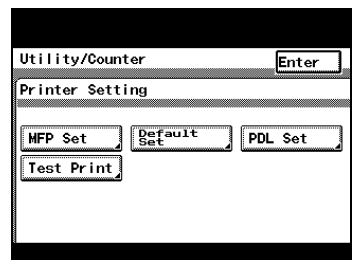 Utility/Counter
Enter
Printer Setting
MFP Set
Default
Set
PDL Set
Test Print